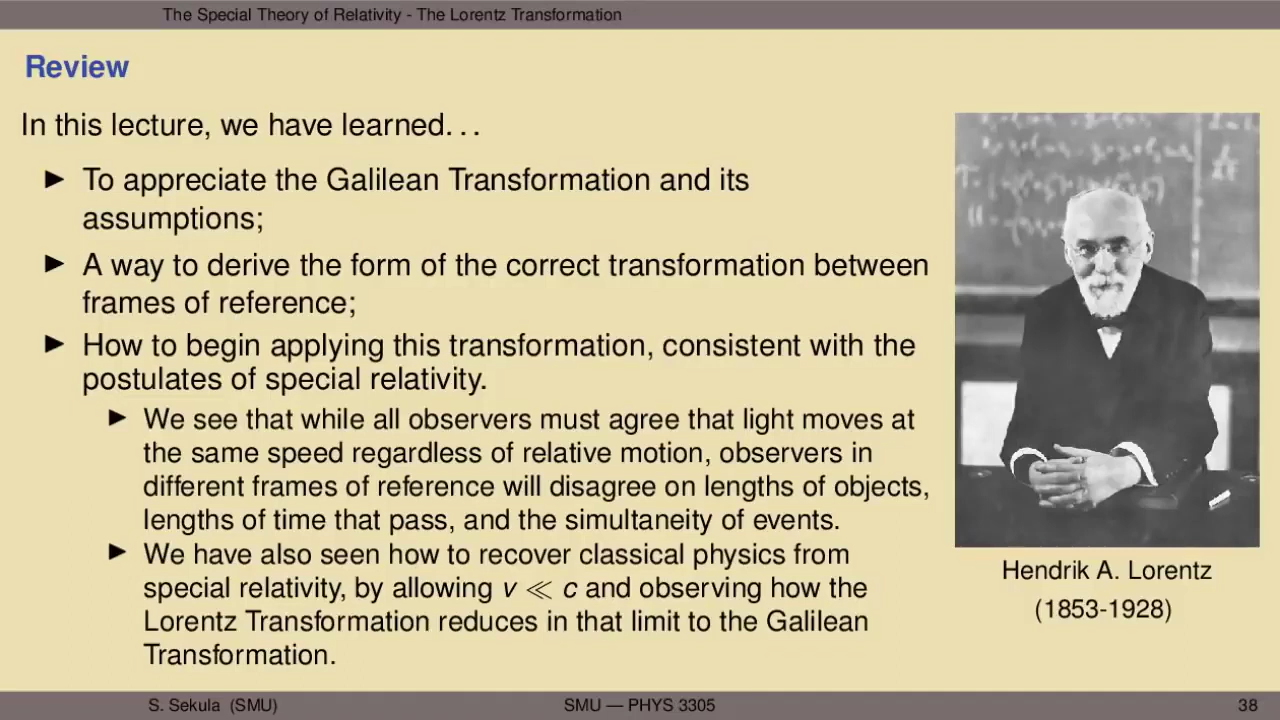 The Special Theory of Relativity - The Lorentz Transformation
Review
In this lecture, we have learned. . .
► To appreciate the Galilean Transformation and its
assumptions;
► A way to derive the form of the correct transformation between
frames of reference;
► How to begin applying this transformation, consistent with the
postulates of special relativity.
► We see that while all observers must agree that light moves at
the same speed regardless of relative motion, observers in
different frames of reference will disagree on lengths of objects,
lengths of time that pass, and the simultaneity of events.
► We have also seen how to recover classical physics from
special relativity, by allowing v ≪ c and observing how the
Lorentz Transformation reduces in that limit to the Galilean
Transformation.
Hendrik A. Lorentz
(1853-1928)
S. Sekula (SMU)
SMU — PHYS 3305
38